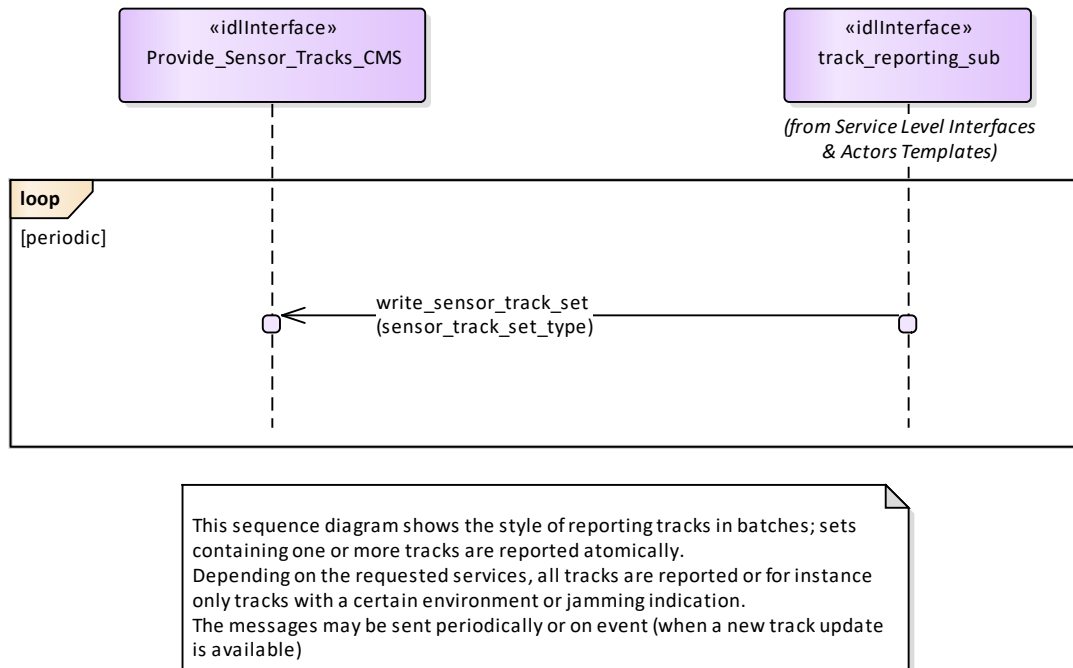 «idlInterface»
Provide_Sensor_Tracks_CMS
«idlInterface»
track_reporting_sub
(from Service Level Interfaces
& Actors Templates)
loop
[periodic]
write_sensor_track_set
(sensor_track_set_type)
This sequence diagram shows the style of reporting tracks in batches; sets
containing one or more tracks are reported atomically.
Depending on the requested services, all tracks are reported or for instance
only tracks with a certain environment or jamming indication.
The messages may be sent periodically or on event (when a new track update
is available)